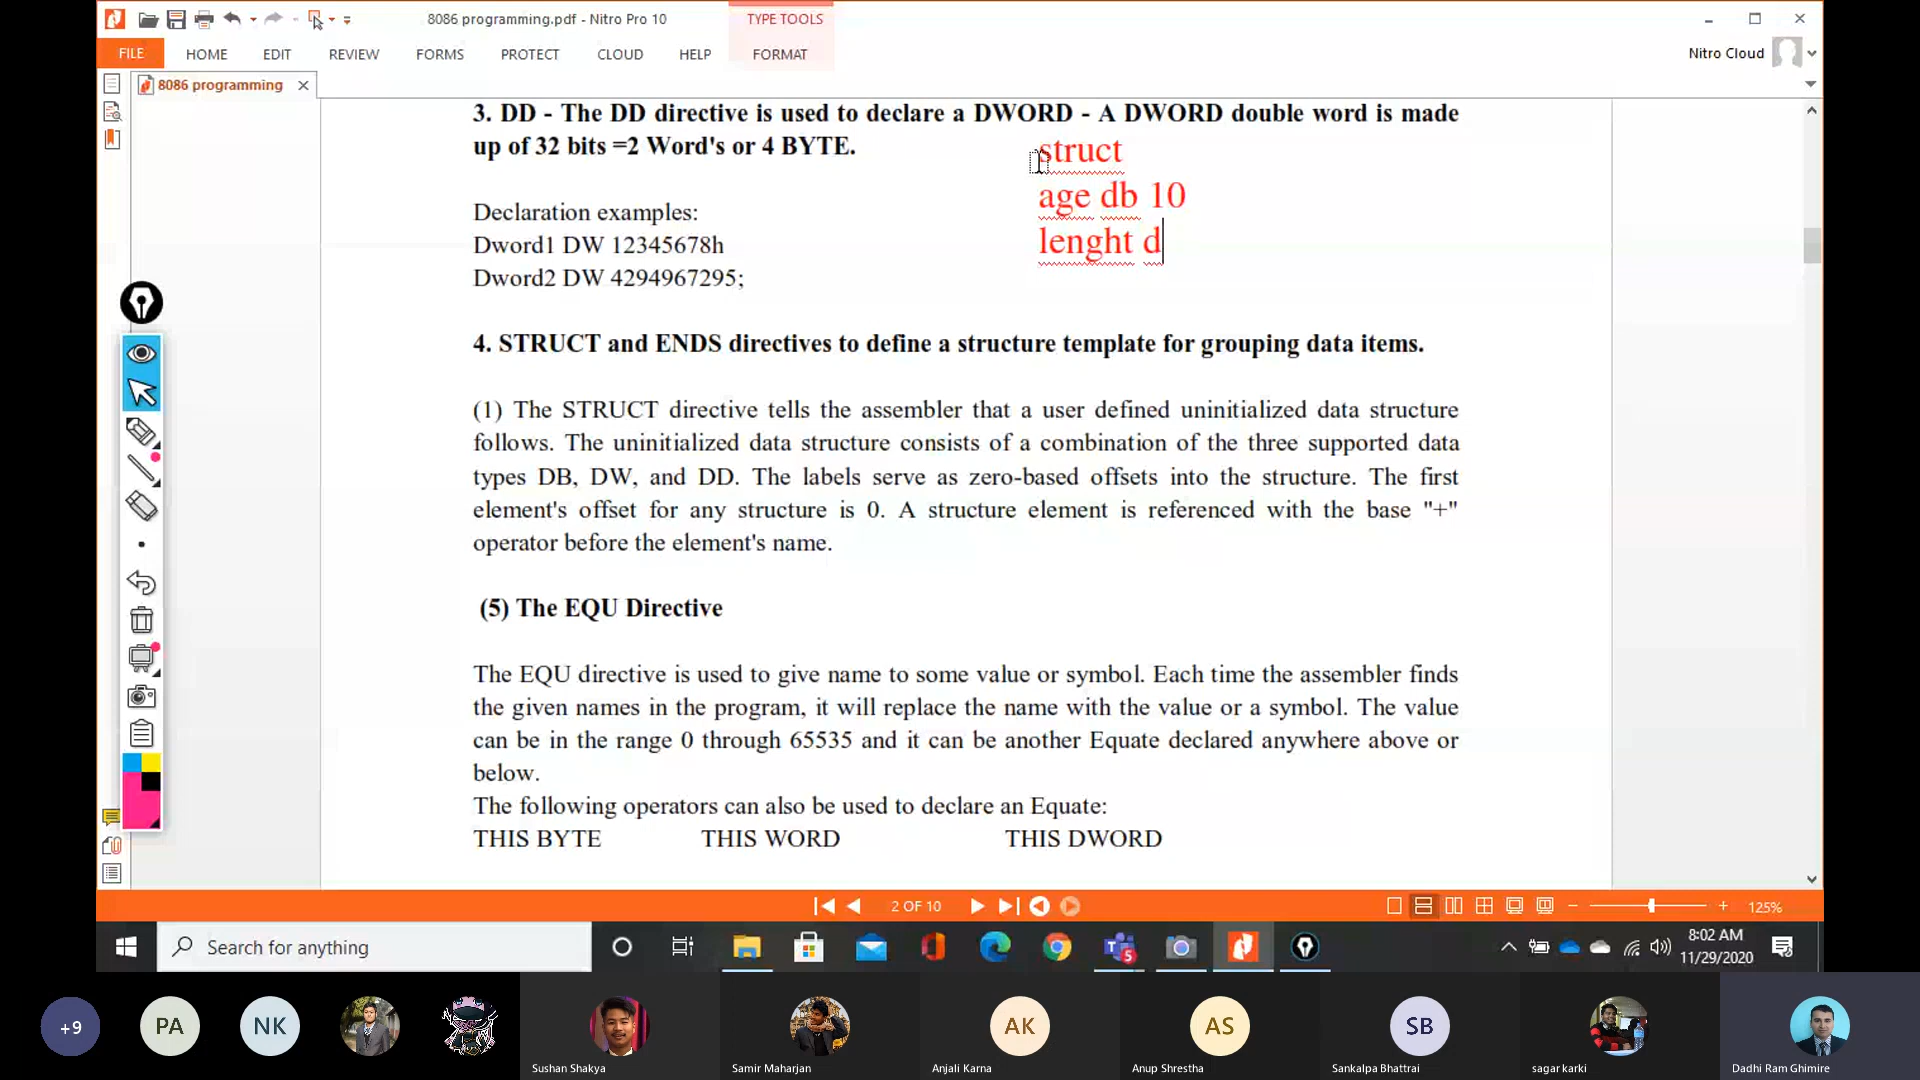 8086 programming.pdf - Nitro Pro 10
TYPE TOOLS
FILE
HOME
EDIT
REVIEW
FORMS
PROTECT
CLOUD
HELP
FORMAT
Nitro Cloud
8086 programming
3. DD - The DD directive is used to declare a DWORD - A DWORD double word is made
up of 32 bits =2 Word's or 4 BYTE.
struct
age db 10
lenght d
Declaration examples:
Dword1 DW 12345678h
Dword2 DW 4294967295;
4. STRUCT and ENDS directives to define a structure template for grouping data items.
(1) The STRUCT directive tells the assembler that a user defined uninitialized data structure
follows. The uninitialized data structure consists of a combination of the three supported data
types DB, DW, and DD. The labels serve as zero-based offsets into the structure. The first
element's offset for any structure is 0. A structure element is referenced with the base "+"
operator before the element's name.
(5) The EQU Directive
The EQU directive is used to give name to some value or symbol. Each time the assembler finds
the given names in the program, it will replace the name with the value or a symbol. The value
can be in the range 0 through 65535 and it can be another Equate declared anywhere above or
below.
The following operators can also be used to declare an Equate:
THIS BYTE THIS WORD THIS DWORD
2 OF 10
125%
Search for anything
8:02 AM
11/29/2020
+9
PA
NK
AK
AS
SB
Sushan Shakya
Samir Maharjan
Anjali Karna
Anup Shrestha
Sankalpa Bhattrai
sagar karki
Dadhi Ram Ghimire